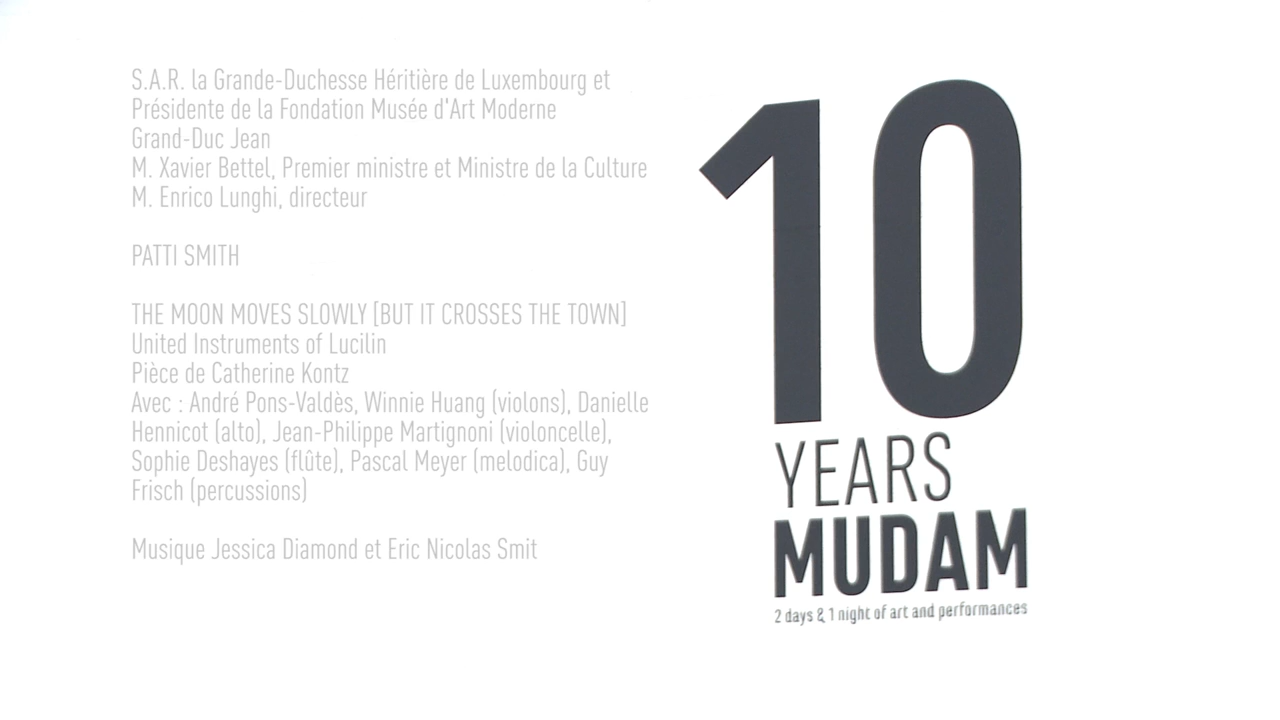 S.A.R. la Grande-Duchesse Héritière de Luxembourg et
Présidente de la Fondation Musée d'Art Moderne
Grand-Duc Jean
M. Xavier Bettel, Premier ministre et Ministre de la Culture
M. Enrico Lunghi, directeur
PATTI SMITH
THE MOON MOVES SLOWLY [BUT IT CROSSES THE TOWN]
United Instruments of Lucilin
Pièce de Catherine Kontz
Avec : André Pons-Valdès, Winnie Huang (violons), Danielle
Hennicot (alto), Jean-Philippe Martignoni (violoncelle),
Sophie Deshayes (flûte), Pascal Meyer (melodica), Guy
Frisch (percussions)
Musique Jessica Diamond et Eric Nicolas Smit
10
YEARS
MUDAM
2 days & 1 night of art and performances